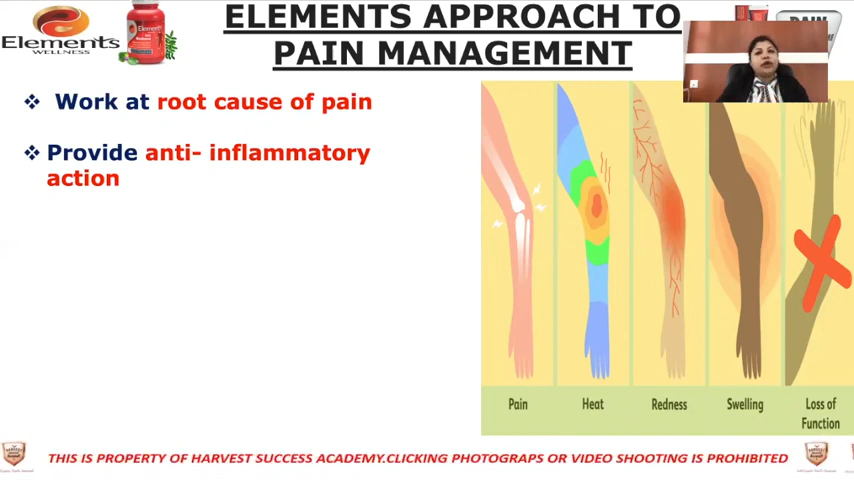 ELEMENTS APPROACH TO
PAIN MANAGEMENT
Elements
WELLNESS
Elements
PAIN
❖ Work at root cause of pain
❖ Provide anti- inflammatory
action
Pain
Heat
Redness
Swelling
Loss of
Function
THIS IS PROPERTY OF HARVEST SUCCESS ACADEMY.CLICKING PHOTOGRAPS OR VIDEO SHOOTING IS PROHIBITED